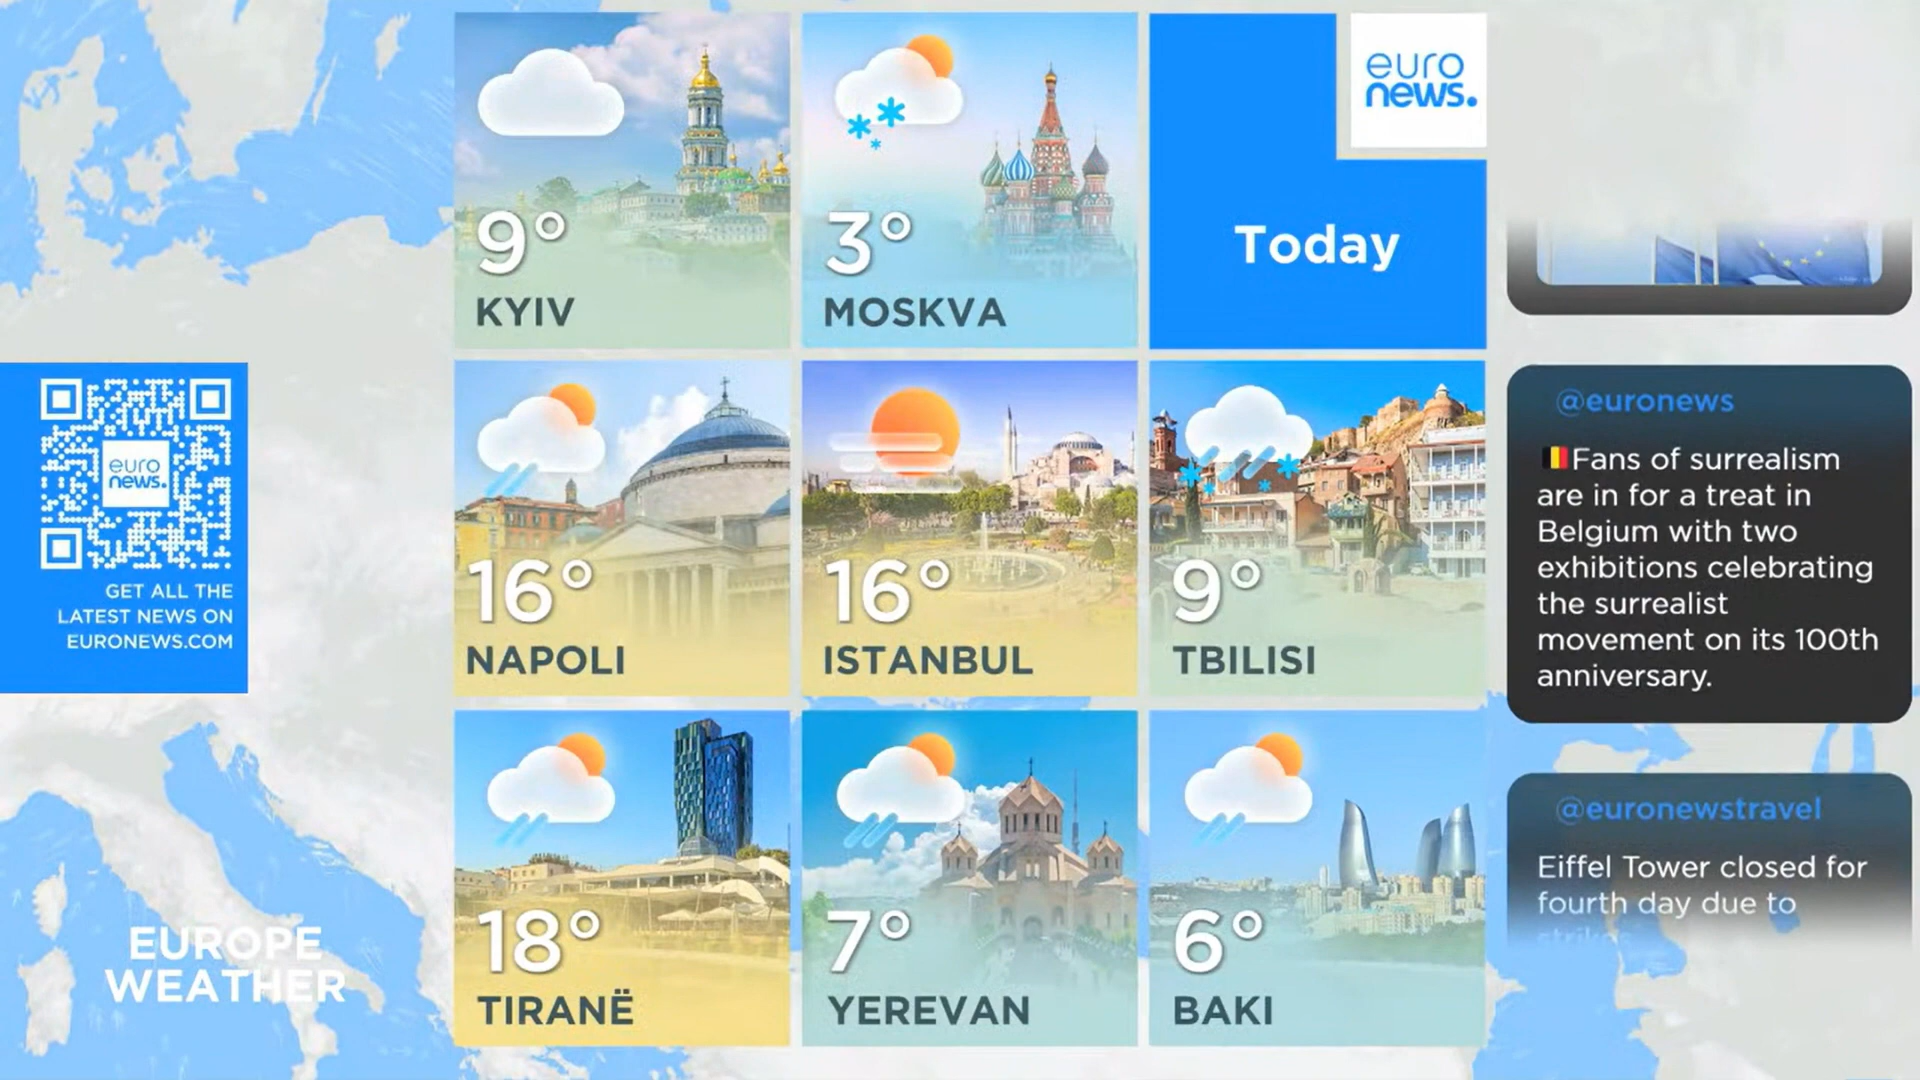 9°
KYIV
3°
MOSKVA
euro
news.
Today
euro
news.
GET ALL THE
LATEST NEWS ON
EURONEWS.COM
16°
NAPOLI
16°
ISTANBUL
9°
TBILISI
@euronews
Fans of surrealism
are in for a treat in
Belgium with two
exhibitions celebrating
the surrealist
movement on its 100th
anniversary.
EUROPE
WEATHER
18°
TIRANË
7°
YEREVAN
6°
BAKI
@euronewstravel
Eiffel Tower closed for
fourth day due to